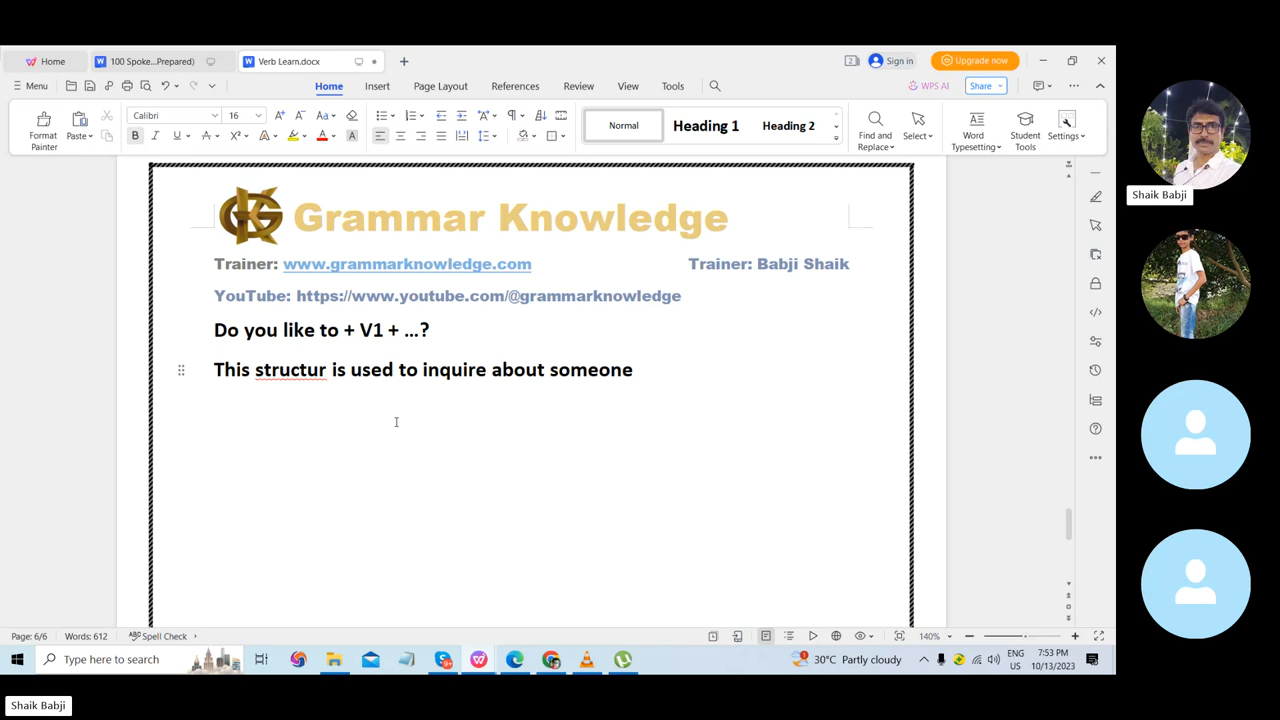 Home
100 Spoke...Prepared)
Verb Learn.docx
+
2
Sign in
Upgrade now
Menu
Home
Insert
Page Layout
References
Review
View
Tools
WPS AI
Share
Format Painter
Paste
Calibri
16
Normal
Heading 1
Heading 2
Find and Replace
Select
Word Typesetting
Student Tools
Settings
GK Grammar Knowledge
Trainer: www.grammarknowledge.com Trainer: Babji Shaik
YouTube: https://www.youtube.com/@grammarknowledge
Do you like to + V1 + ...?
This structur is used to inquire about someone
Page: 6/6 Words: 612 Spell Check
140%
Type here to search
30°C Partly cloudy
ENG US
7:53 PM
10/13/2023
Shaik Babji
Shaik Babji